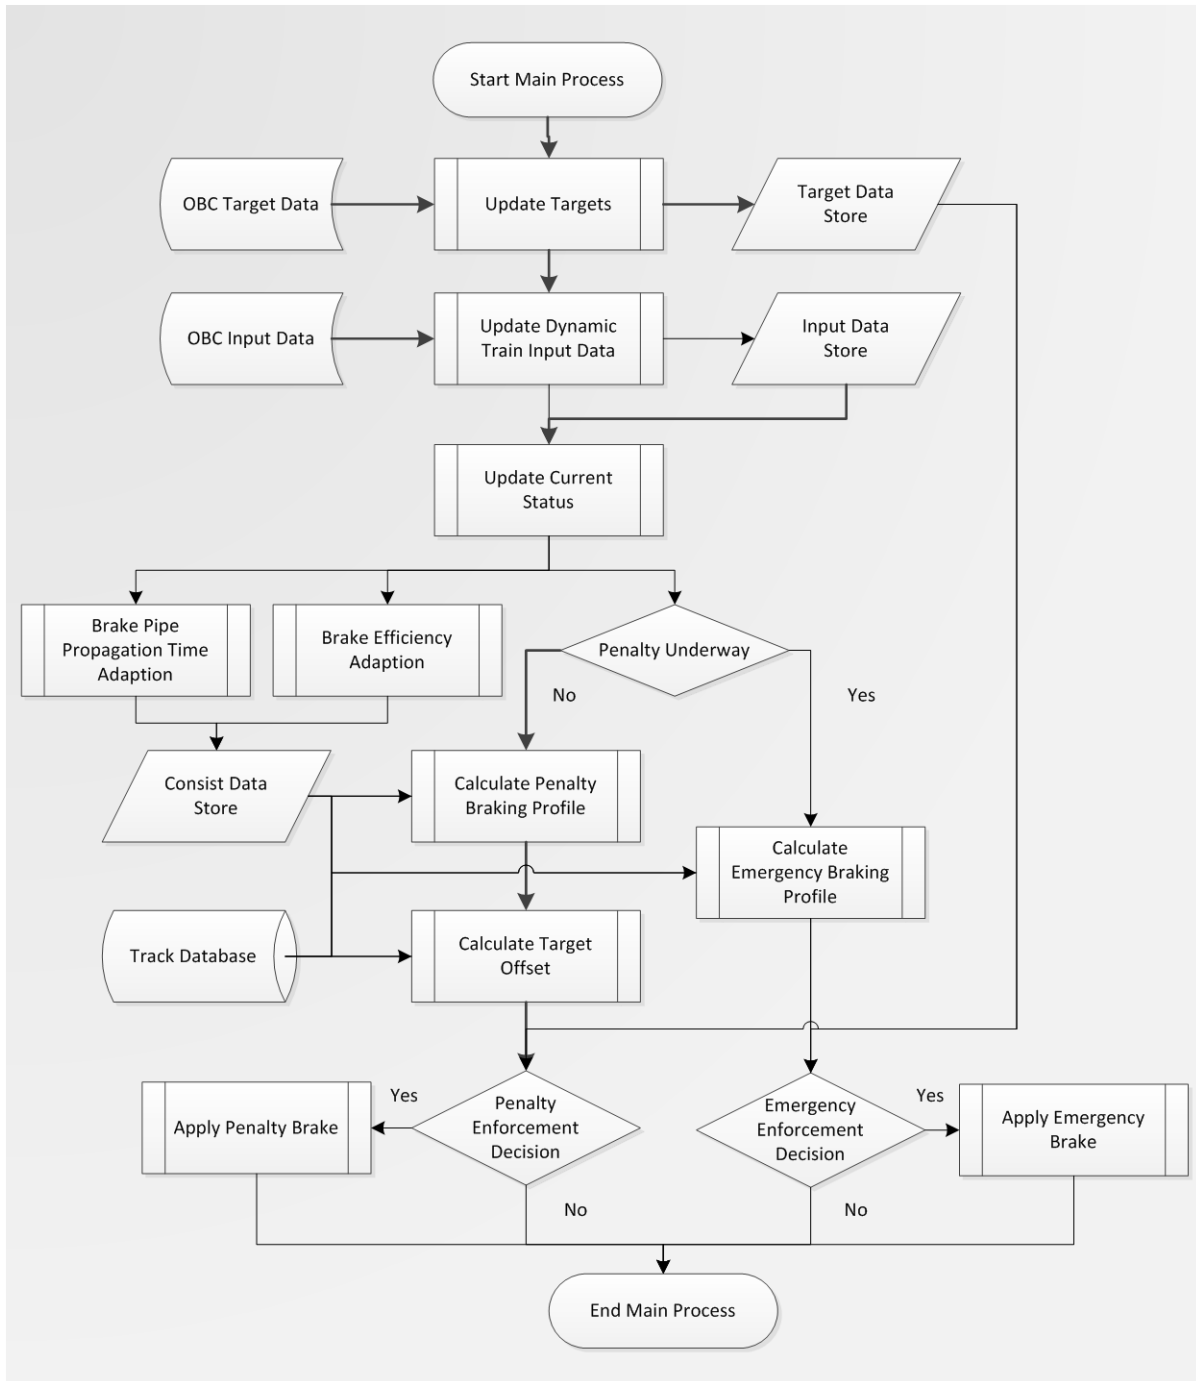 Start Main Process
OBC Target Data
Update Targets
Target Data
Store
OBC Input Data
Update Dynamic
Train Input Data
Input Data
Store
Update Current
Status
Brake Pipe
Propagation Time
Adaption
Brake Efficiency
Adaption
Penalty Underway
No
Yes
Consist Data
Store
Calculate Penalty
Braking Profile
Calculate
Emergency Braking
Profile
Track Database
Calculate Target
Offset
Apply Penalty Brake
Yes
Penalty
Enforcement
Decision
Emergency
Enforcement
Decision
Yes
Apply Emergency
Brake
No
No
End Main Process